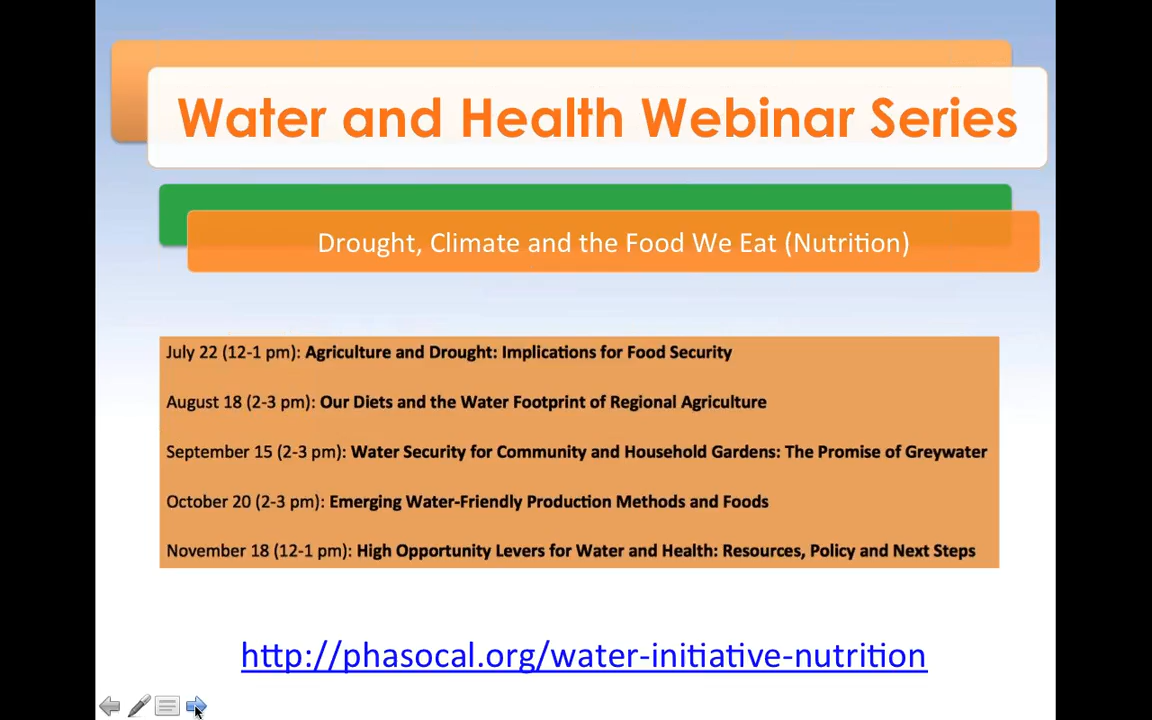 Water and Health Webinar Series
Drought, Climate and the Food We Eat (Nutrition)
July 22 (12-1 pm): Agriculture and Drought: Implications for Food Security
August 18 (2-3 pm): Our Diets and the Water Footprint of Regional Agriculture
September 15 (2-3 pm): Water Security for Community and Household Gardens: The Promise of Greywater
October 20 (2-3 pm): Emerging Water-Friendly Production Methods and Foods
November 18 (12-1 pm): High Opportunity Levers for Water and Health: Resources, Policy and Next Steps
http://phasocal.org/water-initiative-nutrition